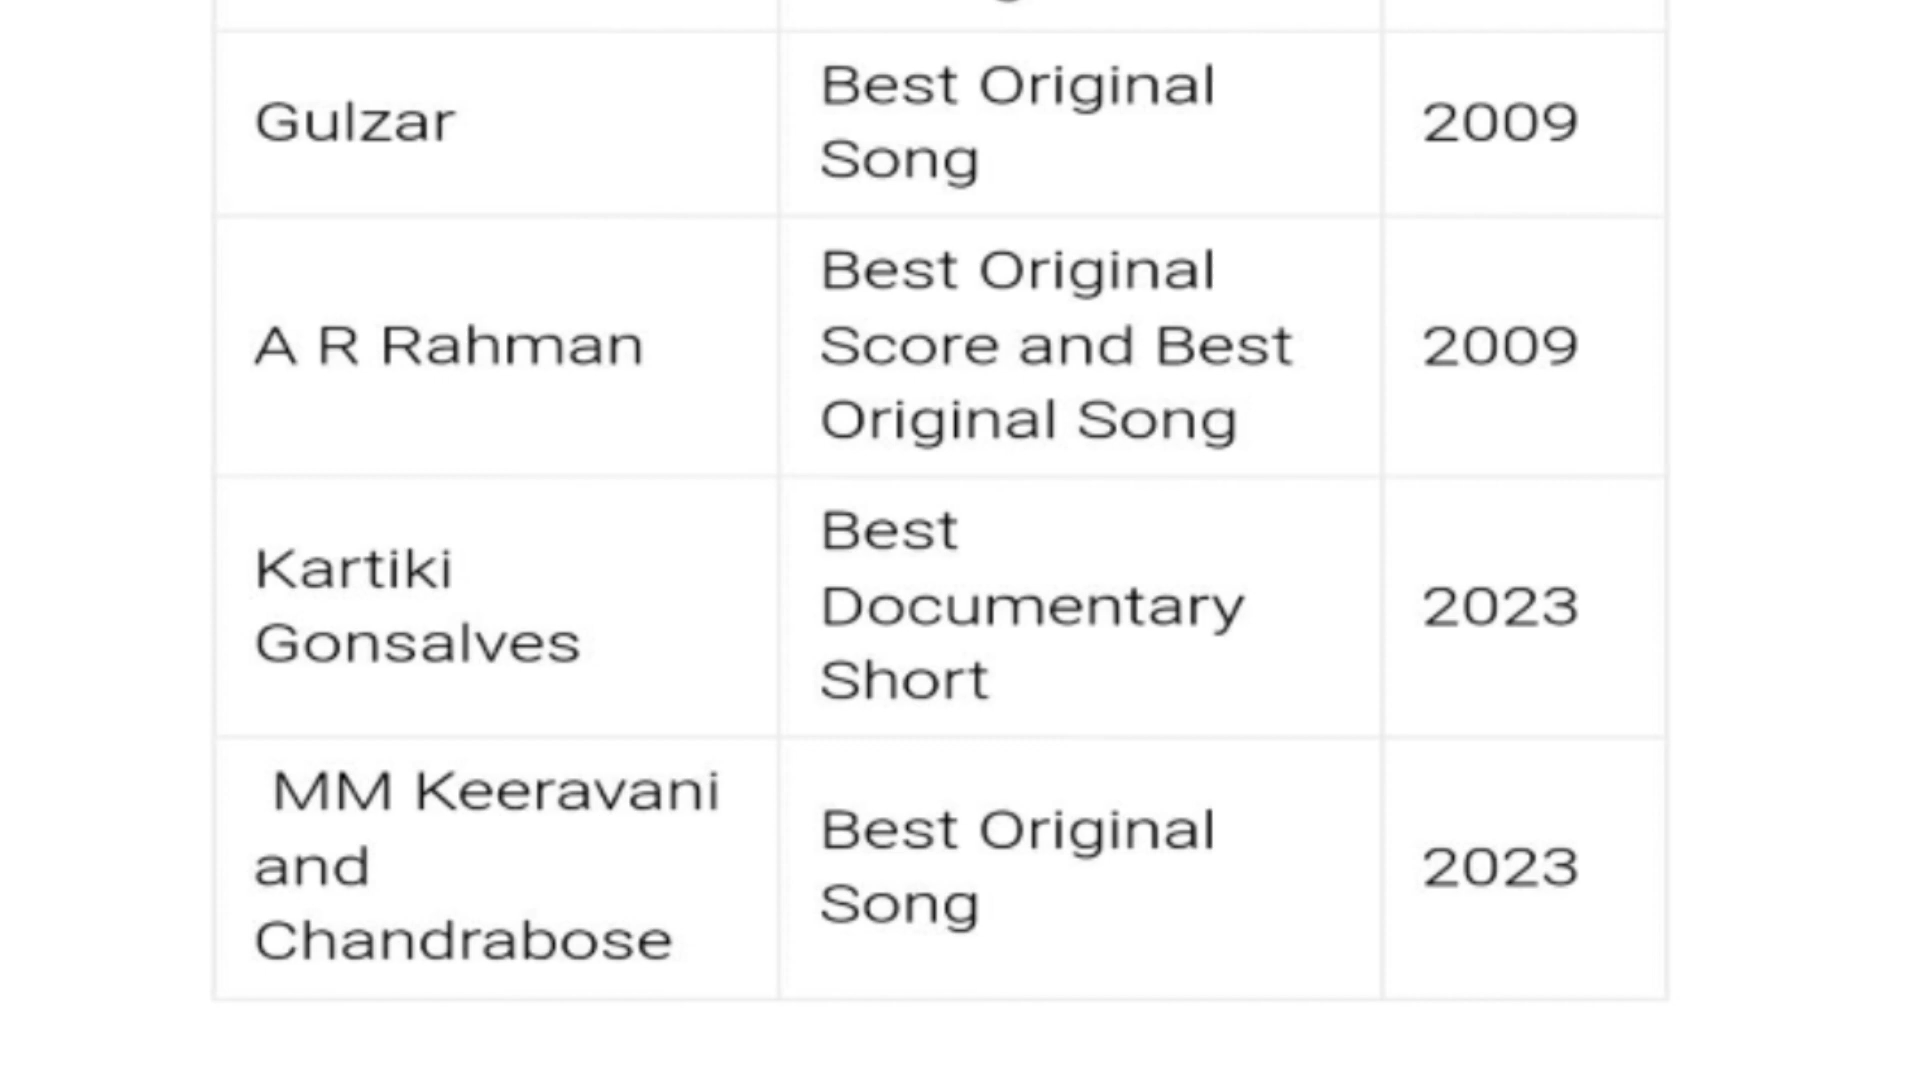 Gulzar
Best Original
Song
2009
A R Rahman
Best Original
Score and Best
Original Song
2009
Kartiki
Gonsalves
Best
Documentary
Short
2023
MM Keeravani
and
Chandrabose
Best Original
Song
2023